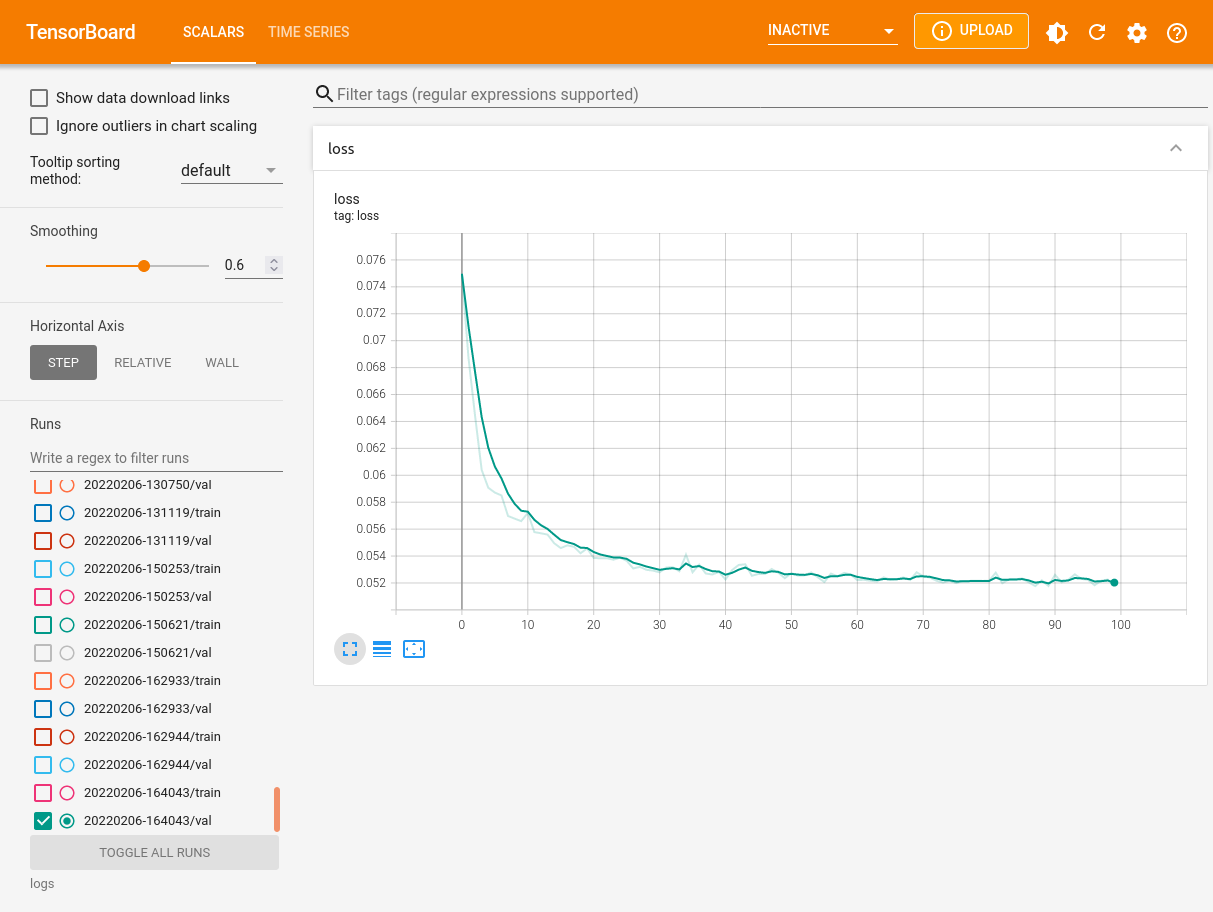 TensorBoard
SCALARS
TIME SERIES
INACTIVE
UPLOAD
Show data download links
Ignore outliers in chart scaling
Tooltip sorting
method:
default
Smoothing
0.6
Horizontal Axis
STEP
RELATIVE
WALL
Runs
Write a regex to filter runs
20220206-130750/val
20220206-131119/train
20220206-131119/val
20220206-150253/train
20220206-150253/val
20220206-150621/train
20220206-150621/val
20220206-162933/train
20220206-162933/val
20220206-162944/train
20220206-162944/val
20220206-164043/train
20220206-164043/val
TOGGLE ALL RUNS
logs
Filter tags (regular expressions supported)
loss
loss
tag: loss
0.076
0.074
0.072
0.07
0.068
0.066
0.064
0.062
0.06
0.058
0.056
0.054
0.052
0 10 20 30 40 50 60 70 80 90 100